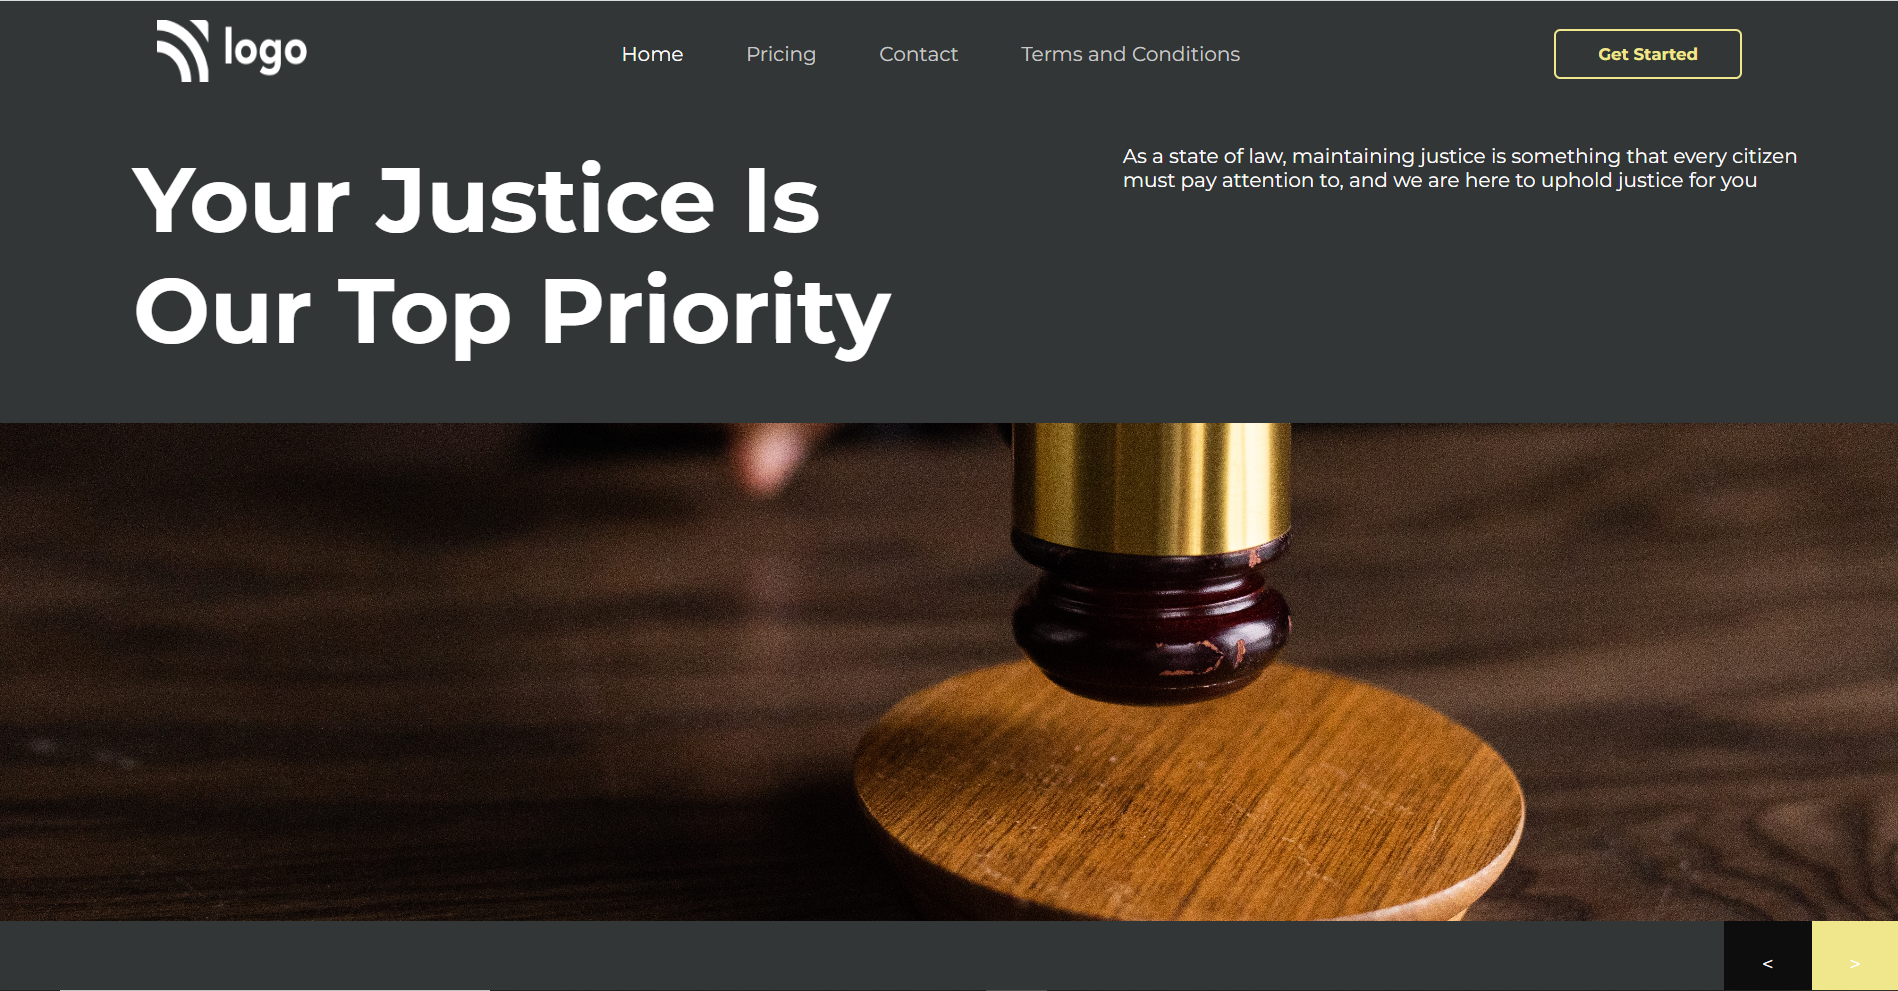 logo
Home
Pricing
Contact
Terms and Conditions
Get Started
Your Justice Is
Our Top Priority
As a state of law, maintaining justice is something that every citizen
must pay attention to, and we are here to uphold justice for you
<
>